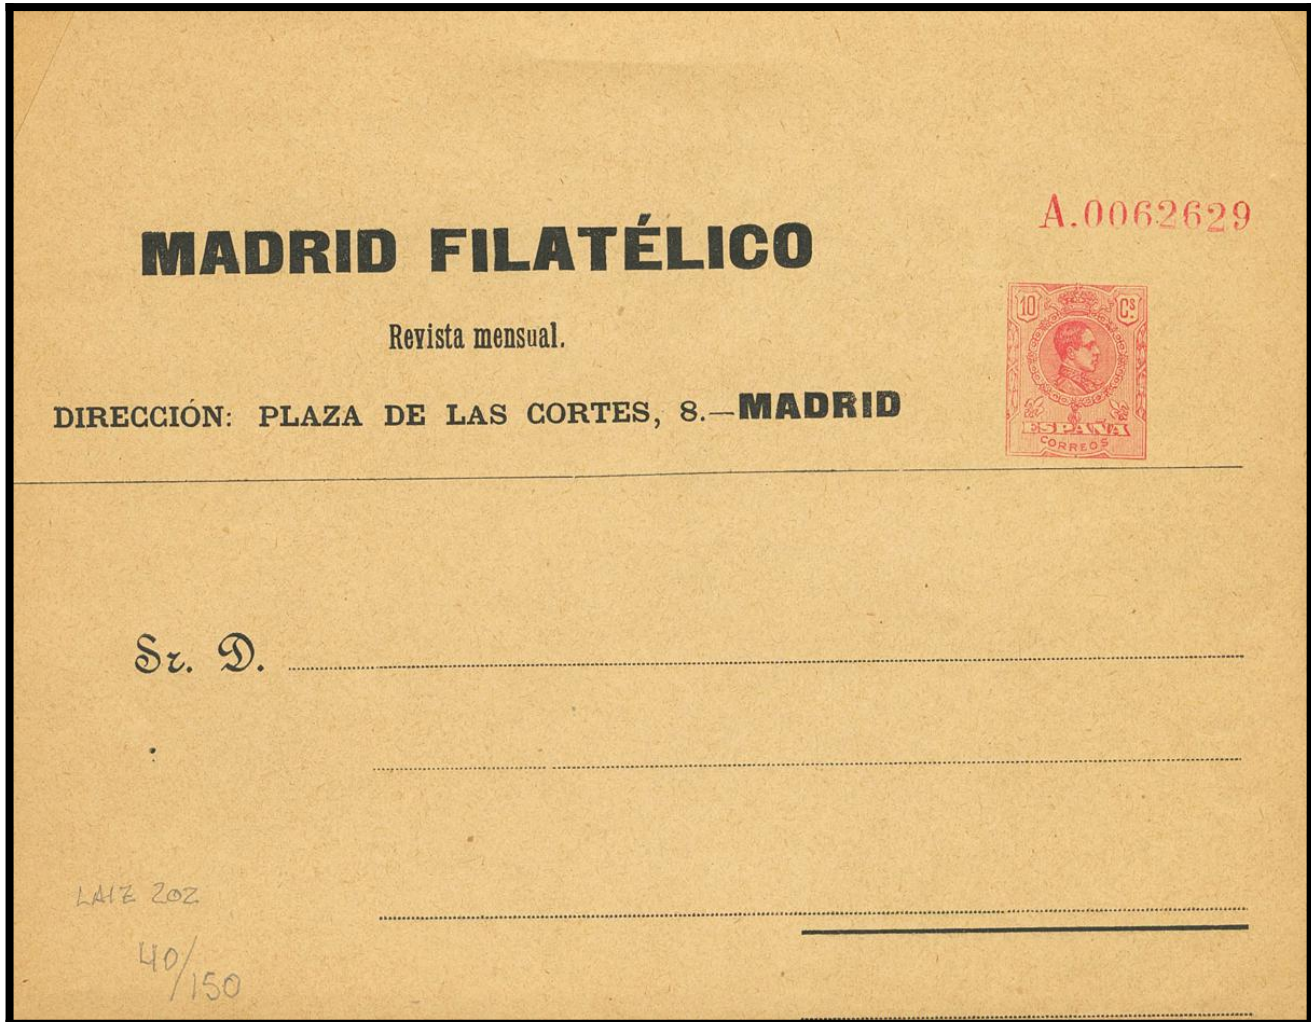 A.0062629
MADRID FILATÉLICO
10 Cs
Revista mensual.
DIRECCIÓN: PLAZA DE LAS CORTES, 8.—MADRID
ESPAÑA
CORREOS
Sr. D.
LAIZ 202
40/150